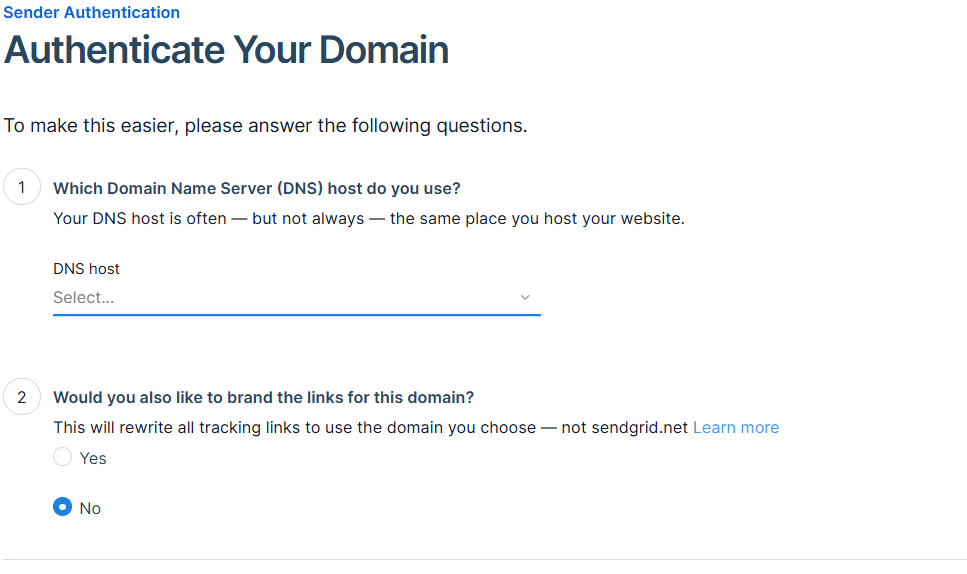 Sender Authentication
Authenticate Your Domain
To make this easier, please answer the following questions.
1
Which Domain Name Server (DNS) host do you use?
Your DNS host is often — but not always — the same place you host your website.
DNS host
Select...
2
Would you also like to brand the links for this domain?
This will rewrite all tracking links to use the domain you choose — not sendgrid.net Learn more
Yes
No